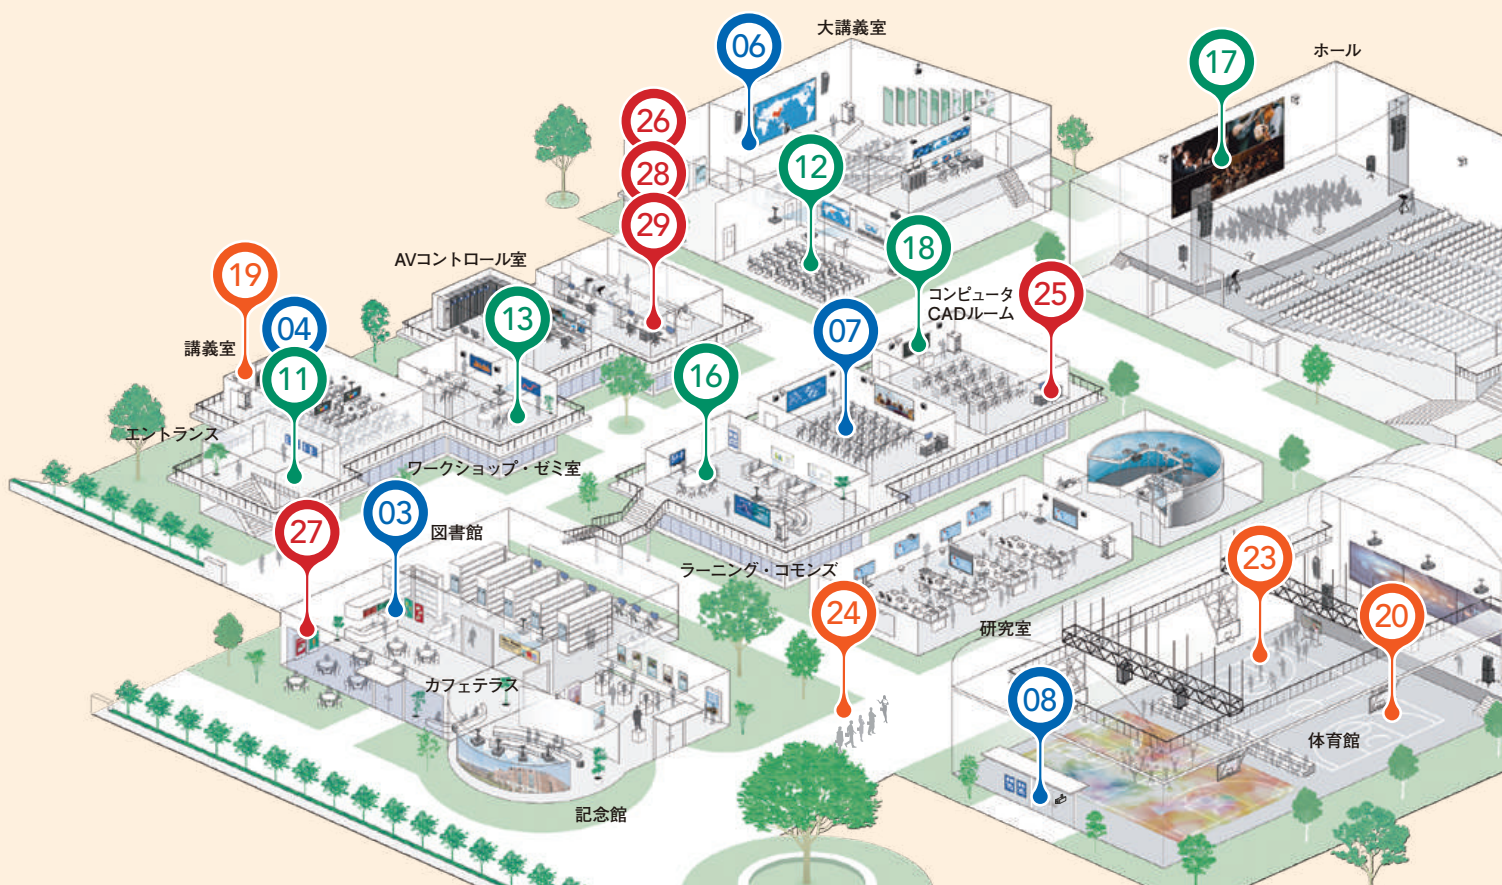 大講義室
06
ホール
17
26
28
29
12
AVコントロール室
19
04
講義室
11
13
18
コンピュータ
CADルーム
25
07
16
エントランス
ワークショップ・ゼミ室
27
03
図書館
ラーニング・コモンズ
24
研究室
23
20
カフェテラス
08
体育館
記念館